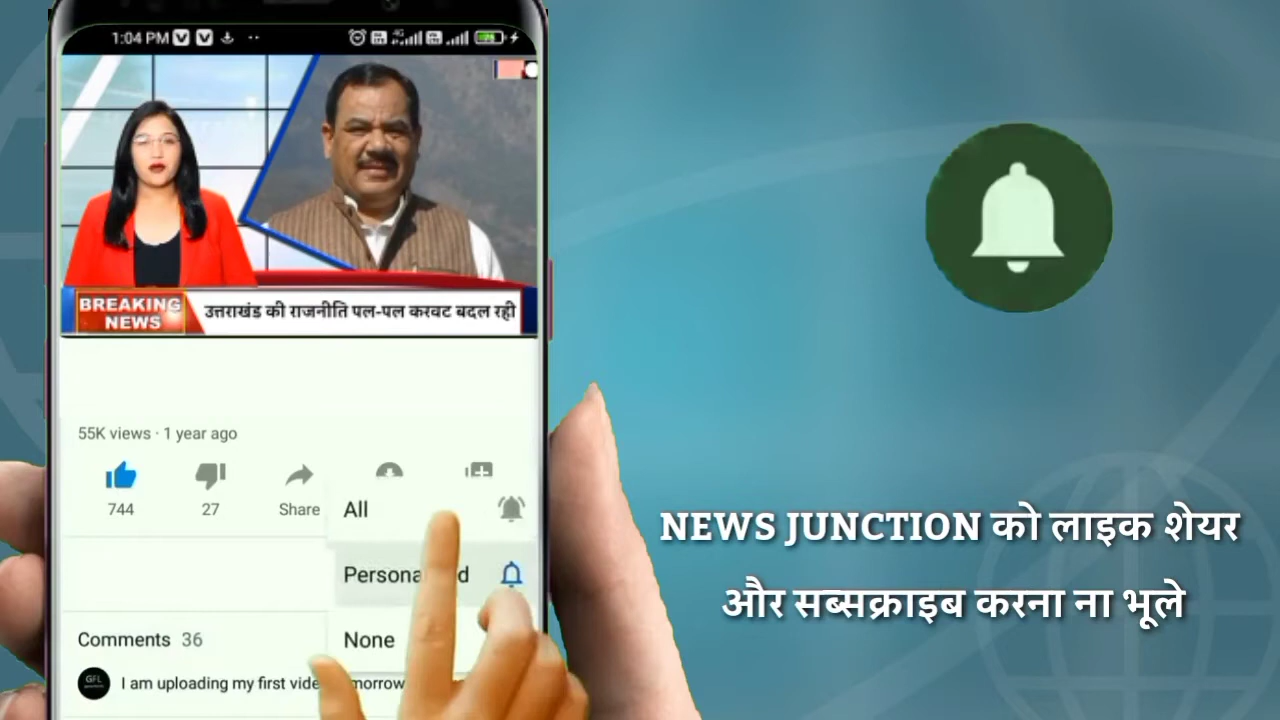 1:04 PM
BREAKING
NEWS
उत्तराखंड की राजनीति पल-पल करवट बदल रही
55K views · 1 year ago
744
27
Share
All
None
Comments 36
I am uploading my first
NEWS JUNCTION को लाइक शेयर
और सब्सक्राइब करना ना भूले